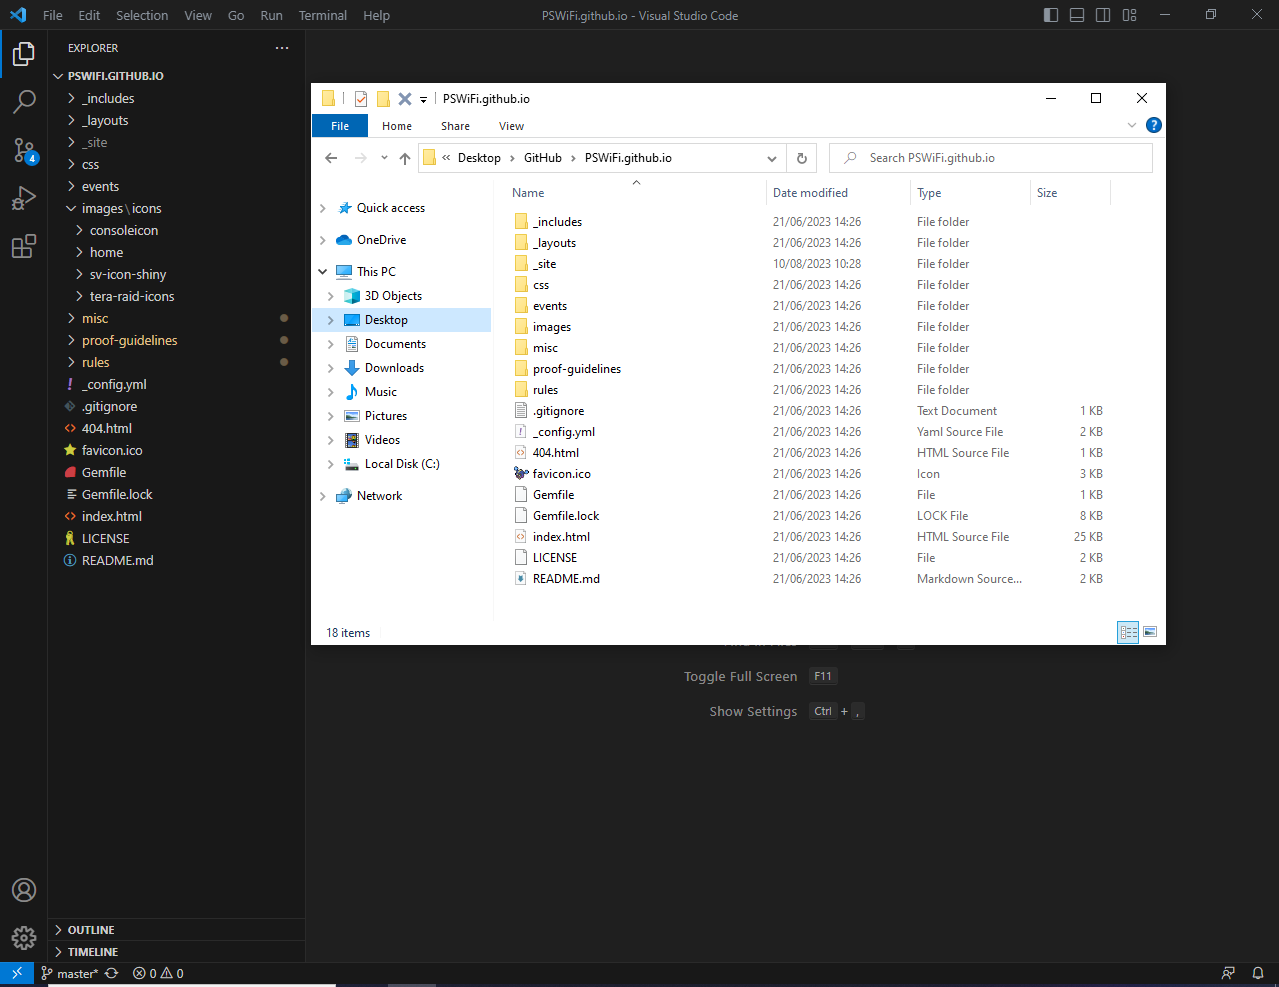 File Edit Selection View Go Run Terminal Help
PSWiFi.github.io - Visual Studio Code
EXPLORER
PSWIFI.GITHUB.IO
_includes
_layouts
_site
css
events
images\icons
consoleicon
home
sv-icon-shiny
tera-raid-icons
misc
proof-guidelines
rules
! _config.yml
.gitignore
404.html
favicon.ico
Gemfile
Gemfile.lock
index.html
LICENSE
README.md
4
OUTLINE
TIMELINE
master* 0 0
PSWiFi.github.io
File Home Share View
?
« Desktop > GitHub > PSWiFi.github.io
Search PSWiFi.github.io
Quick access
OneDrive
This PC
3D Objects
Desktop
Documents
Downloads
Music
Pictures
Videos
Local Disk (C:)
Network
Name Date modified Type Size
_includes 21/06/2023 14:26 File folder
_layouts 21/06/2023 14:26 File folder
_site 10/08/2023 10:28 File folder
css 21/06/2023 14:26 File folder
events 21/06/2023 14:26 File folder
images 21/06/2023 14:26 File folder
misc 21/06/2023 14:26 File folder
proof-guidelines 21/06/2023 14:26 File folder
rules 21/06/2023 14:26 File folder
.gitignore 21/06/2023 14:26 Text Document 1 KB
_config.yml 21/06/2023 14:26 Yaml Source File 2 KB
404.html 21/06/2023 14:26 HTML Source File 1 KB
favicon.ico 21/06/2023 14:26 Icon 3 KB
Gemfile 21/06/2023 14:26 File 1 KB
Gemfile.lock 21/06/2023 14:26 LOCK File 8 KB
index.html 21/06/2023 14:26 HTML Source File 25 KB
LICENSE 21/06/2023 14:26 File 2 KB
README.md 21/06/2023 14:26 Markdown Source... 2 KB
18 items
Toggle Full Screen F11
Show Settings Ctrl + ,